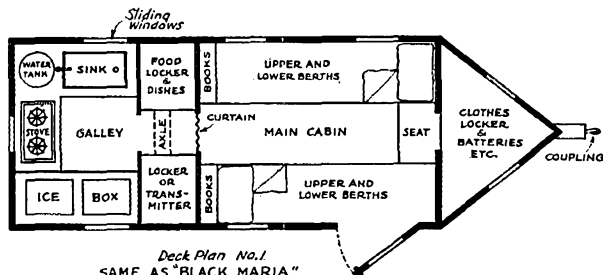 Sliding
Windows
WATER
TANK
SINK
FOOD
LOCKER
&
DISHES
BOOKS
UPPER AND
LOWER BERTHS
STOVE
GALLEY
AXLE
CURTAIN
MAIN CABIN
SEAT
CLOTHES
LOCKER
&
BATTERIES
ETC.
COUPLING
ICE
BOX
LOCKER
OR
TRANS-
MITTER
BOOKS
UPPER AND
LOWER BERTHS
Deck Plan No.1.
SAME AS "BLACK MARIA"